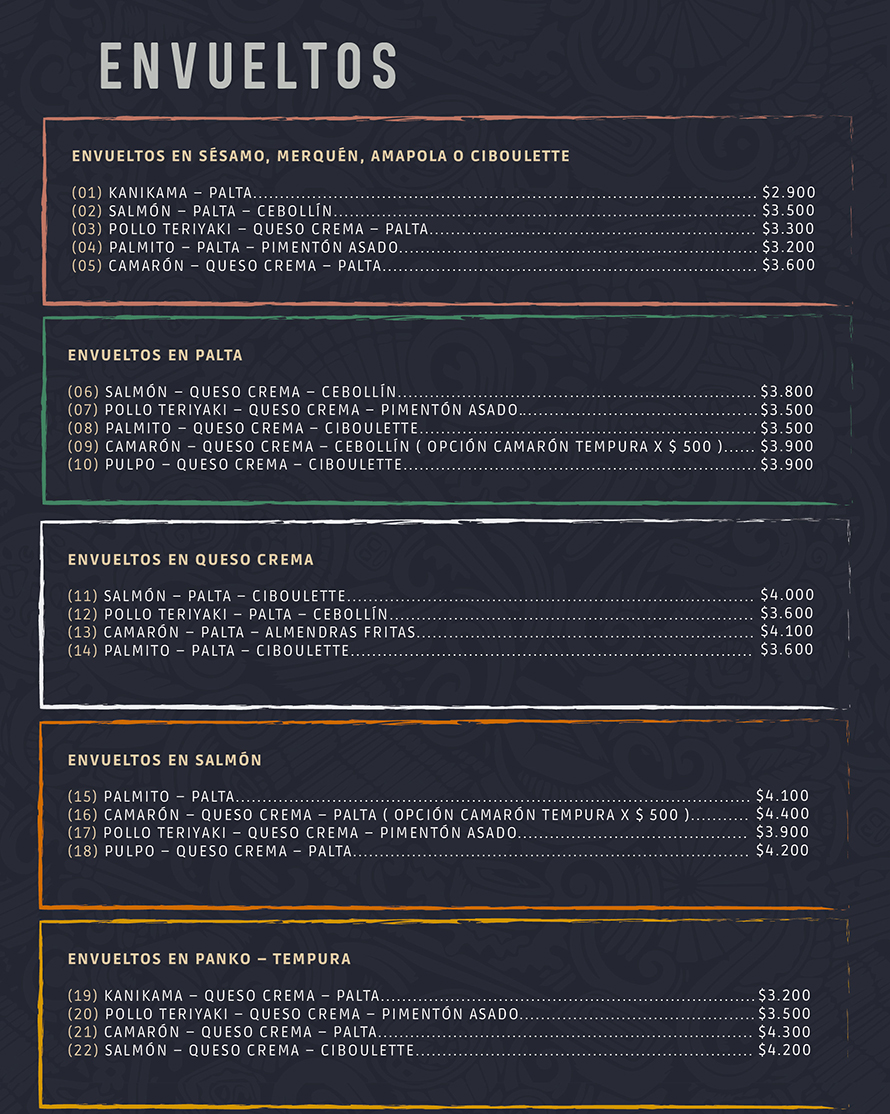 ENVUELTOS
ENVUELTOS EN SÉSAMO, MERQUÉN, AMAPOLA O CIBOULETTE
(01) KANIKAMA – PALTA................................ $2.900
(02) SALMÓN – PALTA – CEBOLLÍN................................ $3.500
(03) POLLO TERIYAKI – QUESO CREMA – PALTA................................ $3.300
(04) PALMITO – PALTA – PIMENTÓN ASADO................................ $3.200
(05) CAMARÓN – QUESO CREMA – PALTA................................ $3.600
ENVUELTOS EN PALTA
(06) SALMÓN – QUESO CREMA – CEBOLLÍN................................ $3.800
(07) POLLO TERIYAKI – QUESO CREMA – PIMENTÓN ASADO................................ $3.500
(08) PALMITO – QUESO CREMA – CIBOULETTE................................ $3.500
(09) CAMARÓN – QUESO CREMA – CEBOLLÍN ( OPCIÓN CAMARÓN TEMPURA X $ 500 )...... $3.900
(10) PULPO – QUESO CREMA – CIBOULETTE................................ $3.900
ENVUELTOS EN QUESO CREMA
(11) SALMÓN – PALTA – CIBOULETTE................................ $4.000
(12) POLLO TERIYAKI – PALTA – CEBOLLÍN................................ $3.600
(13) CAMARÓN – PALTA – ALMENDRAS FRITAS................................ $4.100
(14) PALMITO – PALTA – CIBOULETTE................................ $3.600
ENVUELTOS EN SALMÓN
(15) PALMITO – PALTA................................ $4.100
(16) CAMARÓN – QUESO CREMA – PALTA ( OPCIÓN CAMARÓN TEMPURA X $ 500 )........... $4.400
(17) POLLO TERIYAKI – QUESO CREMA – PIMENTÓN ASADO................................ $3.900
(18) PULPO – QUESO CREMA – PALTA................................ $4.200
ENVUELTOS EN PANKO – TEMPURA
(19) KANIKAMA – QUESO CREMA – PALTA................................ $3.200
(20) POLLO TERIYAKI – QUESO CREMA – PIMENTÓN ASADO................................ $3.500
(21) CAMARÓN – QUESO CREMA – PALTA................................ $4.300
(22) SALMÓN – QUESO CREMA – CIBOULETTE................................ $4.200